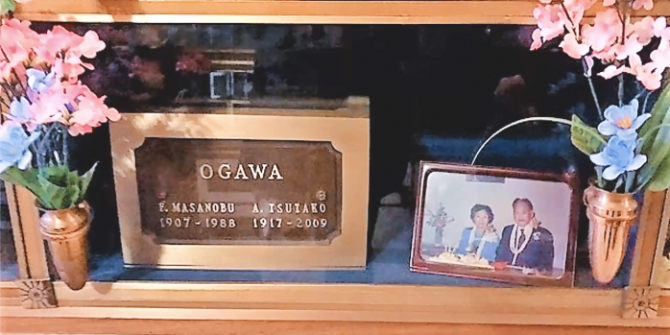 OGAWA
F. MASANOBU A. TSUTAKO
1907 - 1988 1917 - 2009